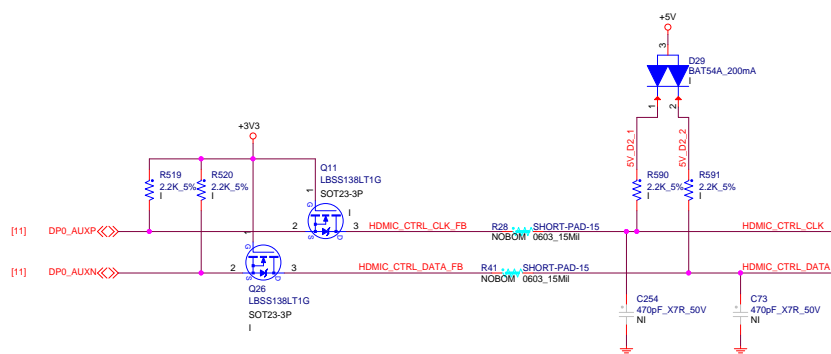 +5V
3
D29
BAT54A_200mA
I
1
2
5V_D2_1
5V_D2_2
+3V3
R519
2.2K_5%
I
R520
2.2K_5%
I
Q11
LBSS138LT1G
SOT23-3P
I
1
G
S
D
2
3
R590
2.2K_5%
I
R591
2.2K_5%
I
[11]
DP0_AUXP
HDMIC_CTRL_CLK_FB
R28
SHORT-PAD-15
NOBOM
0603_15Mil
HDMIC_CTRL_CLK
[11]
DP0_AUXN
1
G
S
D
2
3
HDMIC_CTRL_DATA_FB
R41
SHORT-PAD-15
NOBOM
0603_15Mil
HDMIC_CTRL_DATA
Q26
LBSS138LT1G
SOT23-3P
I
C254
470pF_X7R_50V
NI
C73
470pF_X7R_50V
NI